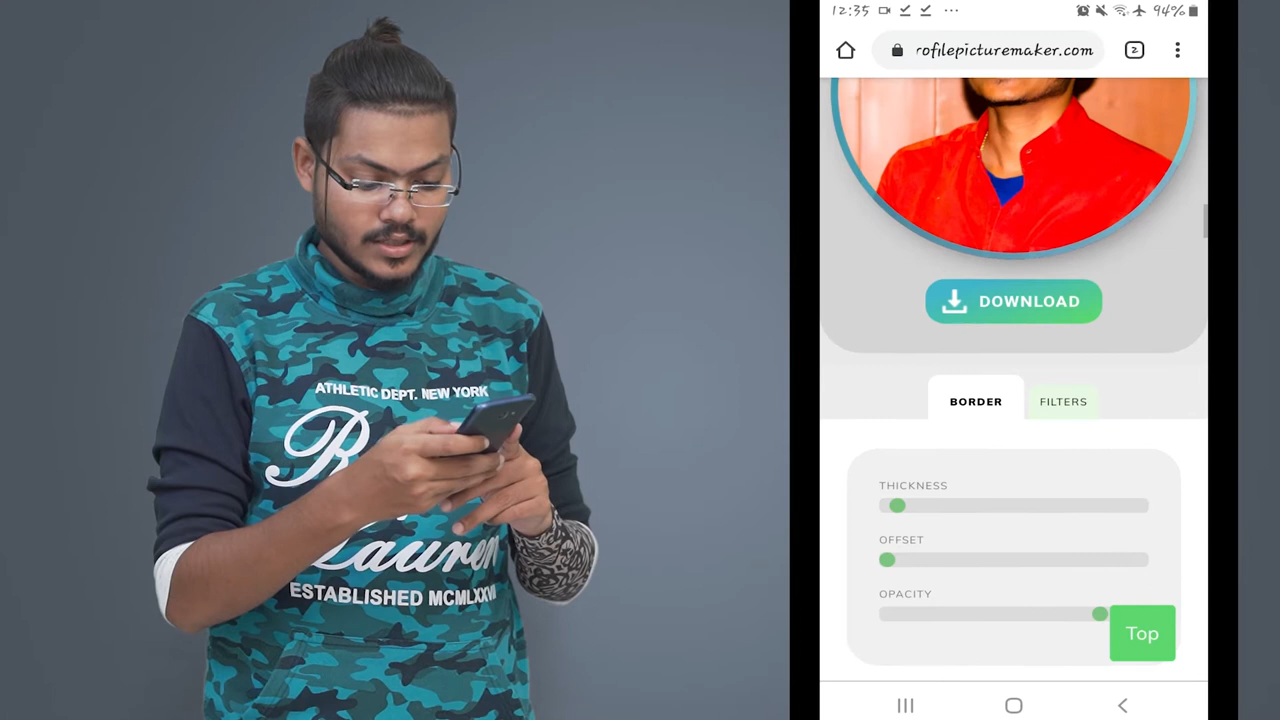 ATHLETIC DEPT. NEW YORK
Lauren
ESTABLISHED MCMLXXVI
12:35
94%
rofilepicturemaker.com
2
DOWNLOAD
BORDER
FILTERS
THICKNESS
OFFSET
OPACITY
Top